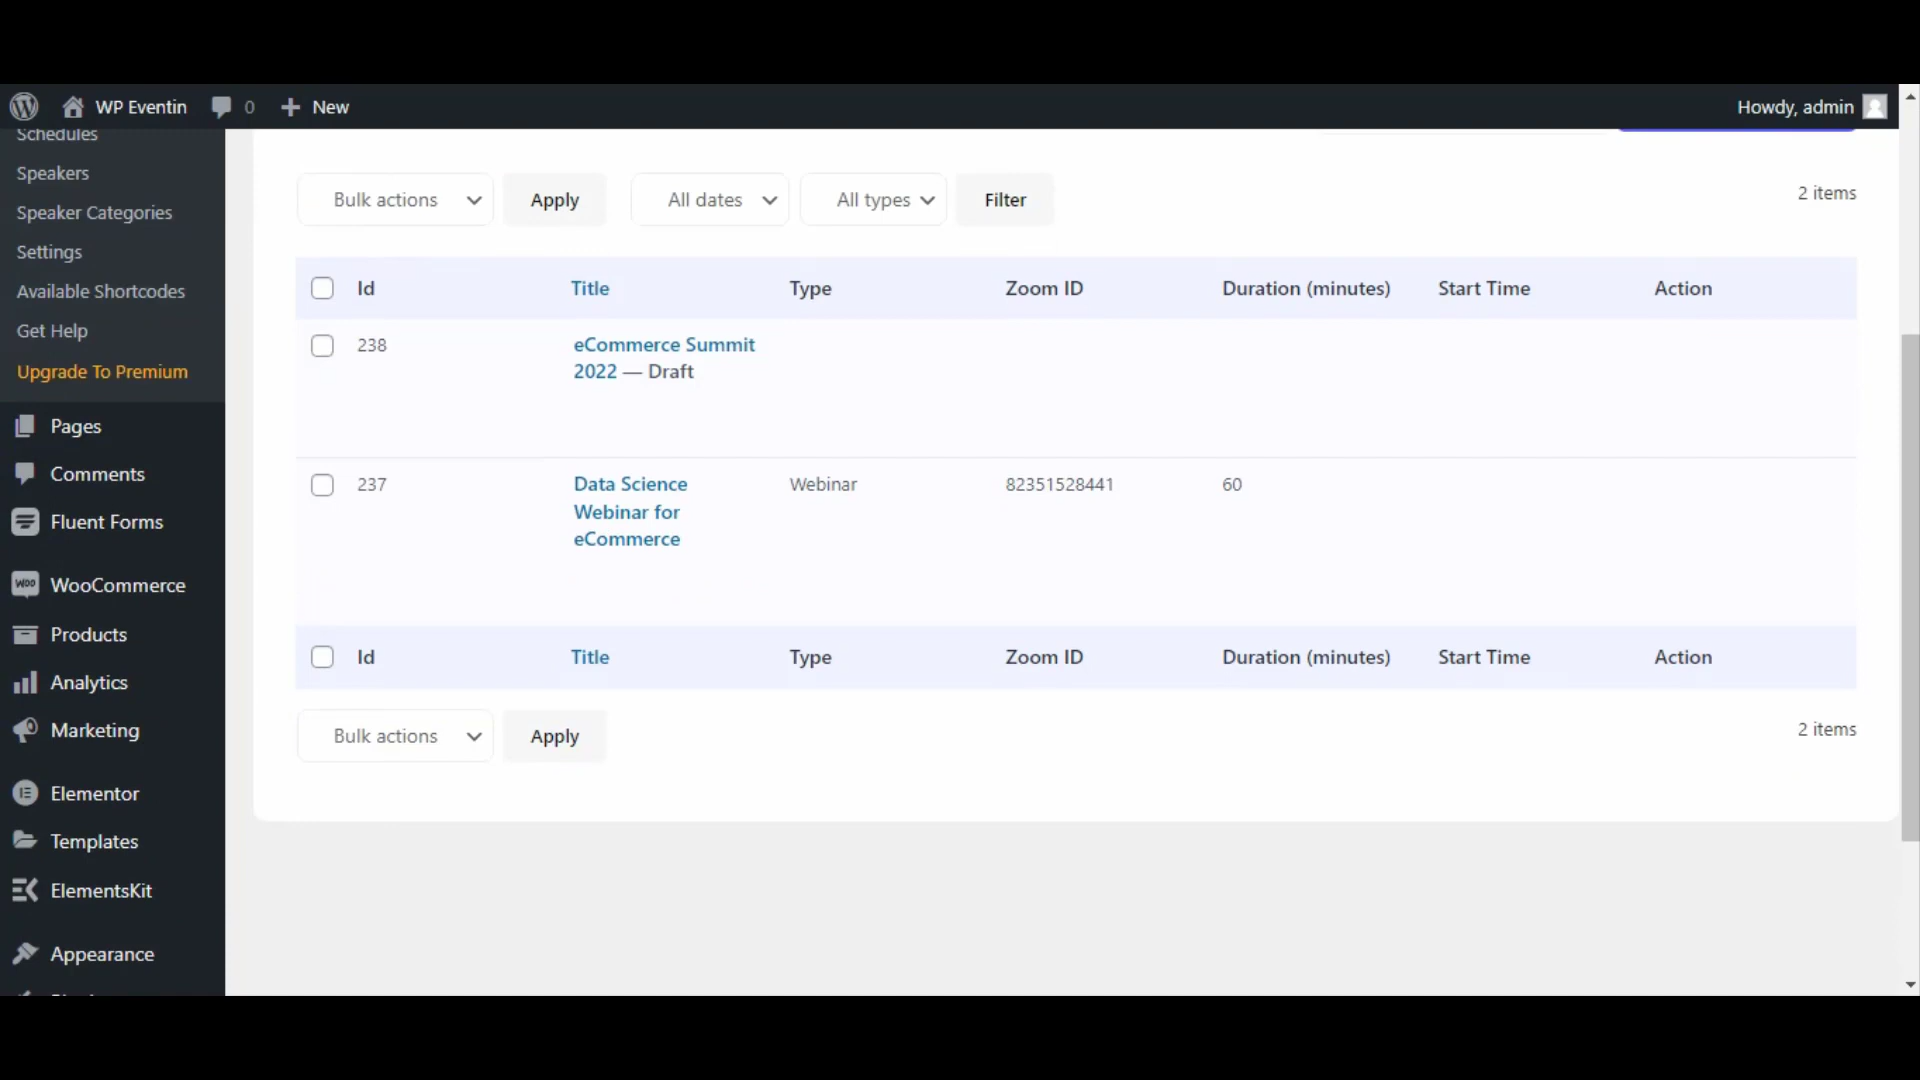 WP Eventin 0 New Howdy, admin
Schedules
Speakers
Speaker Categories
Settings
Available Shortcodes
Get Help
Upgrade To Premium
Pages
Comments
Fluent Forms
WooCommerce
Products
Analytics
Marketing
Elementor
Templates
ElementsKit
Appearance
Bulk actions Apply All dates All types Filter 2 items
Id Title Type Zoom ID Duration (minutes) Start Time Action
238 eCommerce Summit
2022 — Draft
237 Data Science Webinar 82351528441 60
Webinar for
eCommerce
Id Title Type Zoom ID Duration (minutes) Start Time Action
Bulk actions Apply 2 items